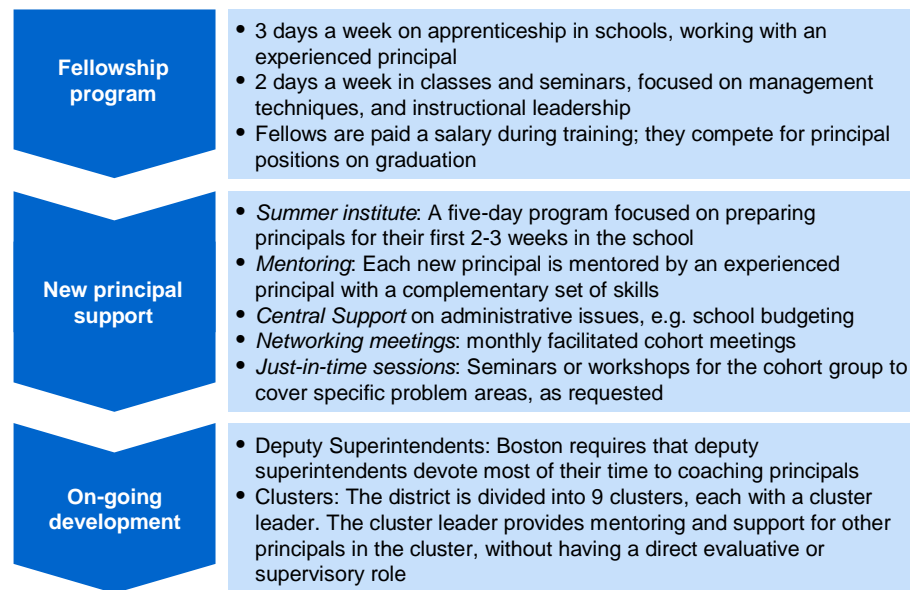 Fellowship
program
• 3 days a week on apprenticeship in schools, working with an
experienced principal
• 2 days a week in classes and seminars, focused on management
techniques, and instructional leadership
• Fellows are paid a salary during training; they compete for principal
positions on graduation
New principal
support
• Summer institute: A five-day program focused on preparing
principals for their first 2-3 weeks in the school
• Mentoring: Each new principal is mentored by an experienced
principal with a complementary set of skills
• Central Support on administrative issues, e.g. school budgeting
• Networking meetings: monthly facilitated cohort meetings
• Just-in-time sessions: Seminars or workshops for the cohort group to
cover specific problem areas, as requested
On-going
development
• Deputy Superintendents: Boston requires that deputy
superintendents devote most of their time to coaching principals
• Clusters: The district is divided into 9 clusters, each with a cluster
leader. The cluster leader provides mentoring and support for other
principals in the cluster, without having a direct evaluative or
supervisory role